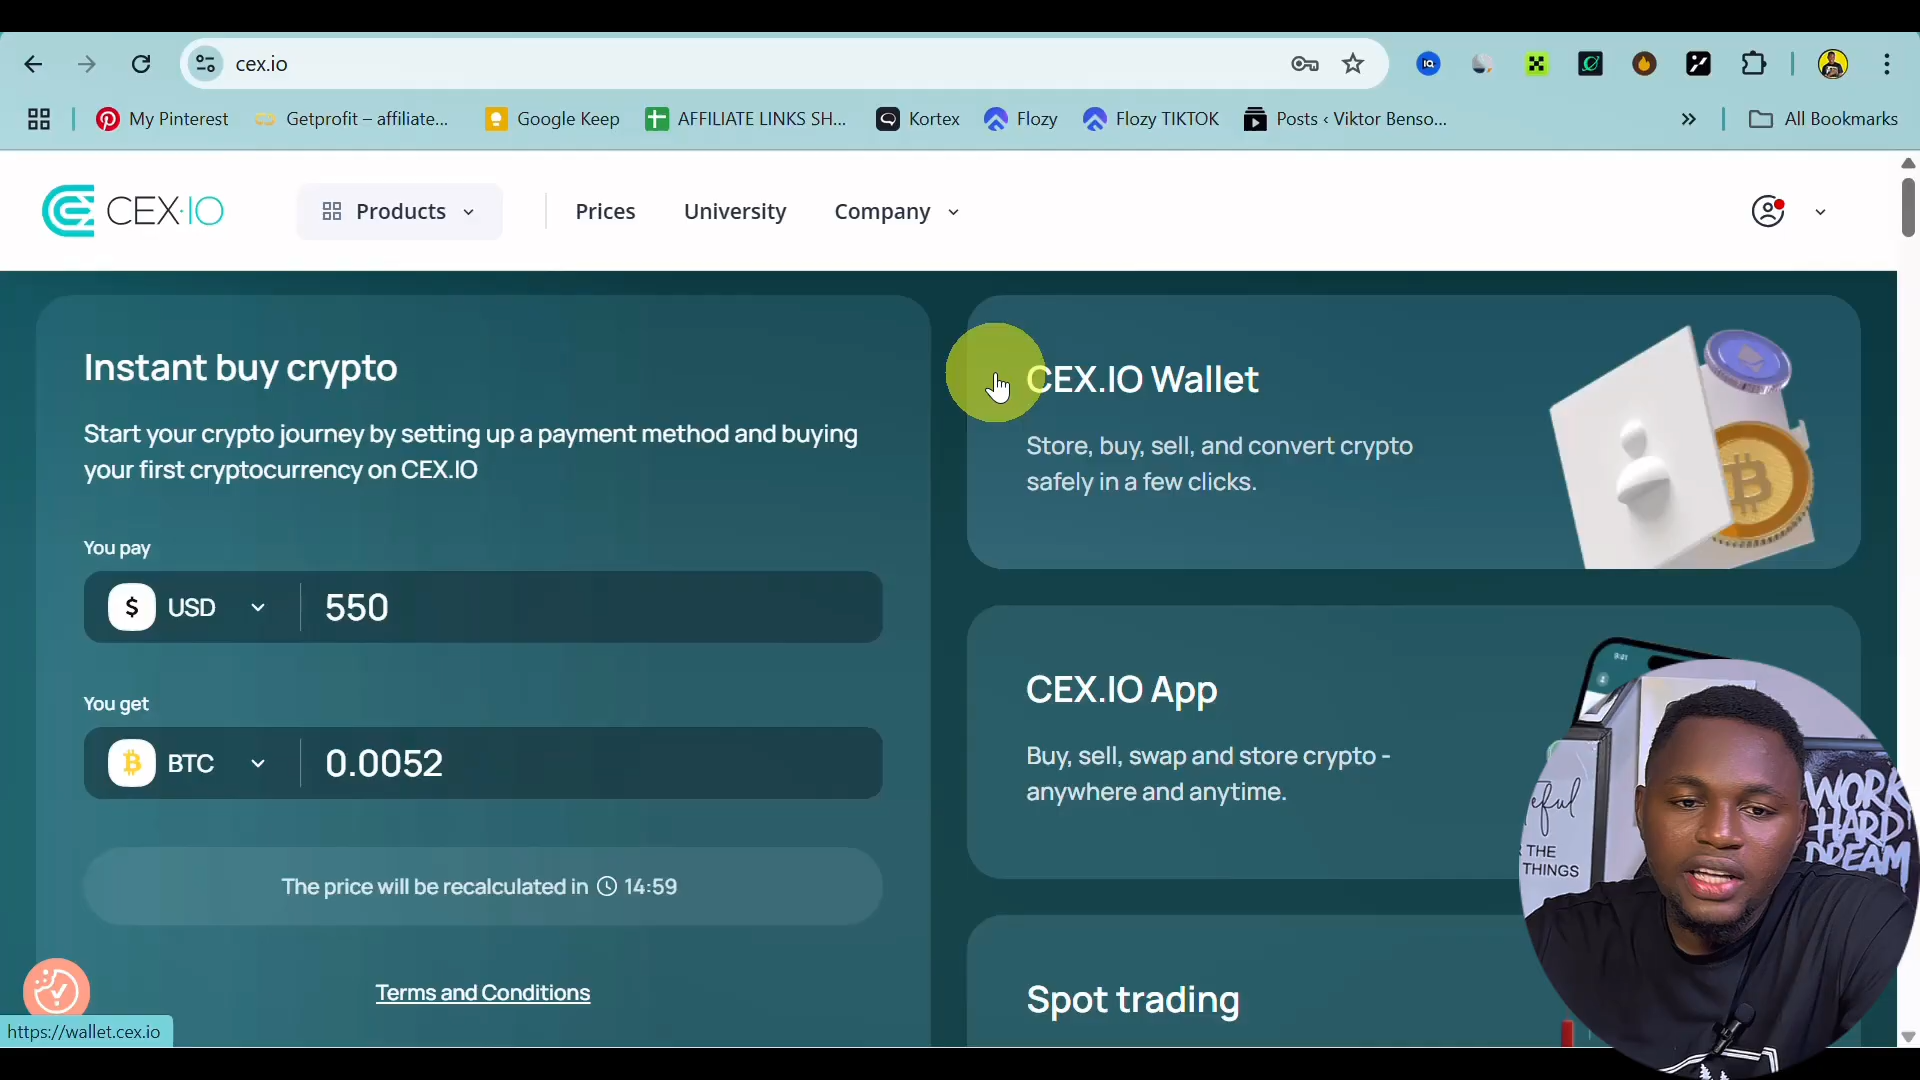 cex.io
My Pinterest
Getprofit – affiliate...
Google Keep
AFFILIATE LINKS SH...
Kortex
Flozy
Flozy TIKTOK
Posts ‹ Viktor Benso...
All Bookmarks
CEX·IO
Products
Prices
University
Company
Instant buy crypto
Start your crypto journey by setting up a payment method and buying
your first cryptocurrency on CEX.IO
You pay
$ USD 550
You get
BTC 0.0052
The price will be recalculated in 14:59
Terms and Conditions
https://wallet.cex.io
CEX.IO Wallet
Store, buy, sell, and convert crypto
safely in a few clicks.
CEX.IO App
Buy, sell, swap and store crypto -
anywhere and anytime.
Spot trading
THE
THINGS
WORK
HARD
DREAM